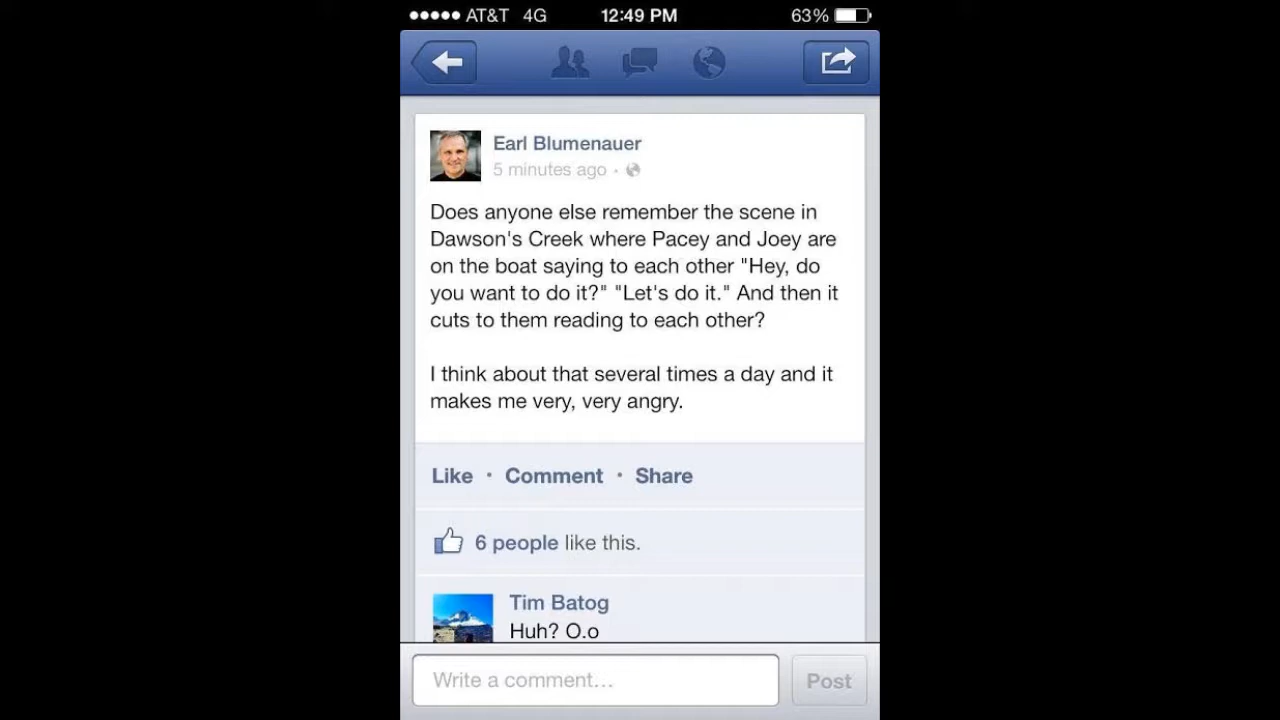 ●●●●● AT&T 4G 12:49 PM 63%
Earl Blumenauer
5 minutes ago ·
Does anyone else remember the scene in
Dawson's Creek where Pacey and Joey are
on the boat saying to each other "Hey, do
you want to do it?" "Let's do it." And then it
cuts to them reading to each other?
I think about that several times a day and it
makes me very, very angry.
Like · Comment · Share
6 people like this.
Tim Batog
Huh? O.o
Write a comment... Post